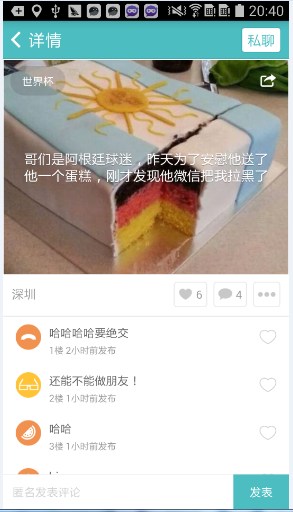 20:40
详情
私聊
世界杯
哥们是阿根廷球迷，昨天为了安慰他送了
他一个蛋糕，刚才发现他微信把我拉黑了
深圳
6
4
哈哈哈哈要绝交
1楼 2小时前发布
还能不能做朋友！
2楼 2小时前发布
哈哈
3楼 2小时前发布
匿名发表评论
发表